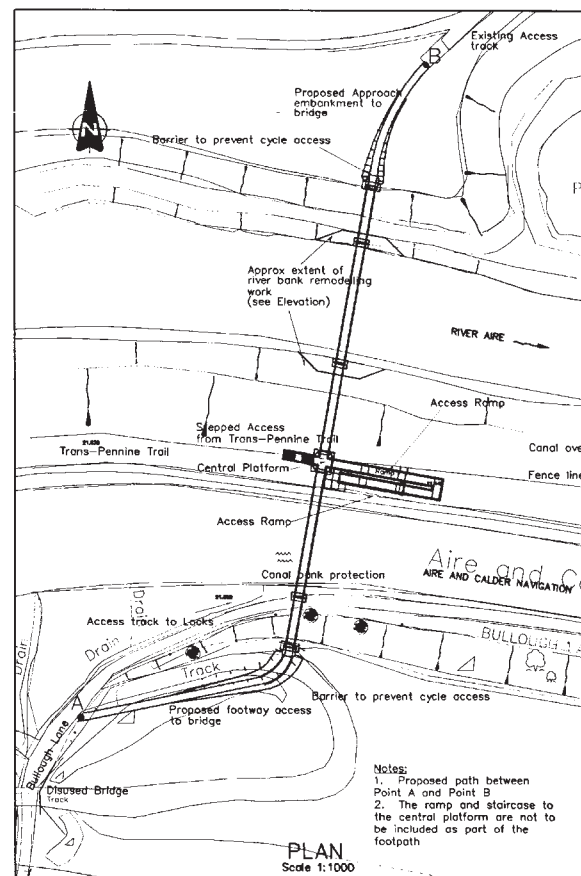 Existing Access
track
B
Proposed Approach
embankment to
bridge
N
Barrier to prevent cycle access
P
Approx extent of
river bank remodeling
work
(see Elevation)
RIVER AIRE
Access Ramp
Stepped Access
from Trans-Pennine Trail
Trans-Pennine Trail
Central Platform
Ramp
Canal ove
Fence line
Access Ramp
Aire and Ca
AIRE AND CALDER NAVIGATION
Canal bank protection
Drain
Access track to Locks
Drain
Drain
Track
BULLOUGH LA
Barrier to prevent cycle access
A
Proposed footway access
to bridge
Bullough Lane
Disused Bridge
Track
Notes:
1. Proposed path between
Point A and Point B
2. The ramp and staircase to
the central platform are not to
be included as part of the
footpath
PLAN
Scale 1:1000